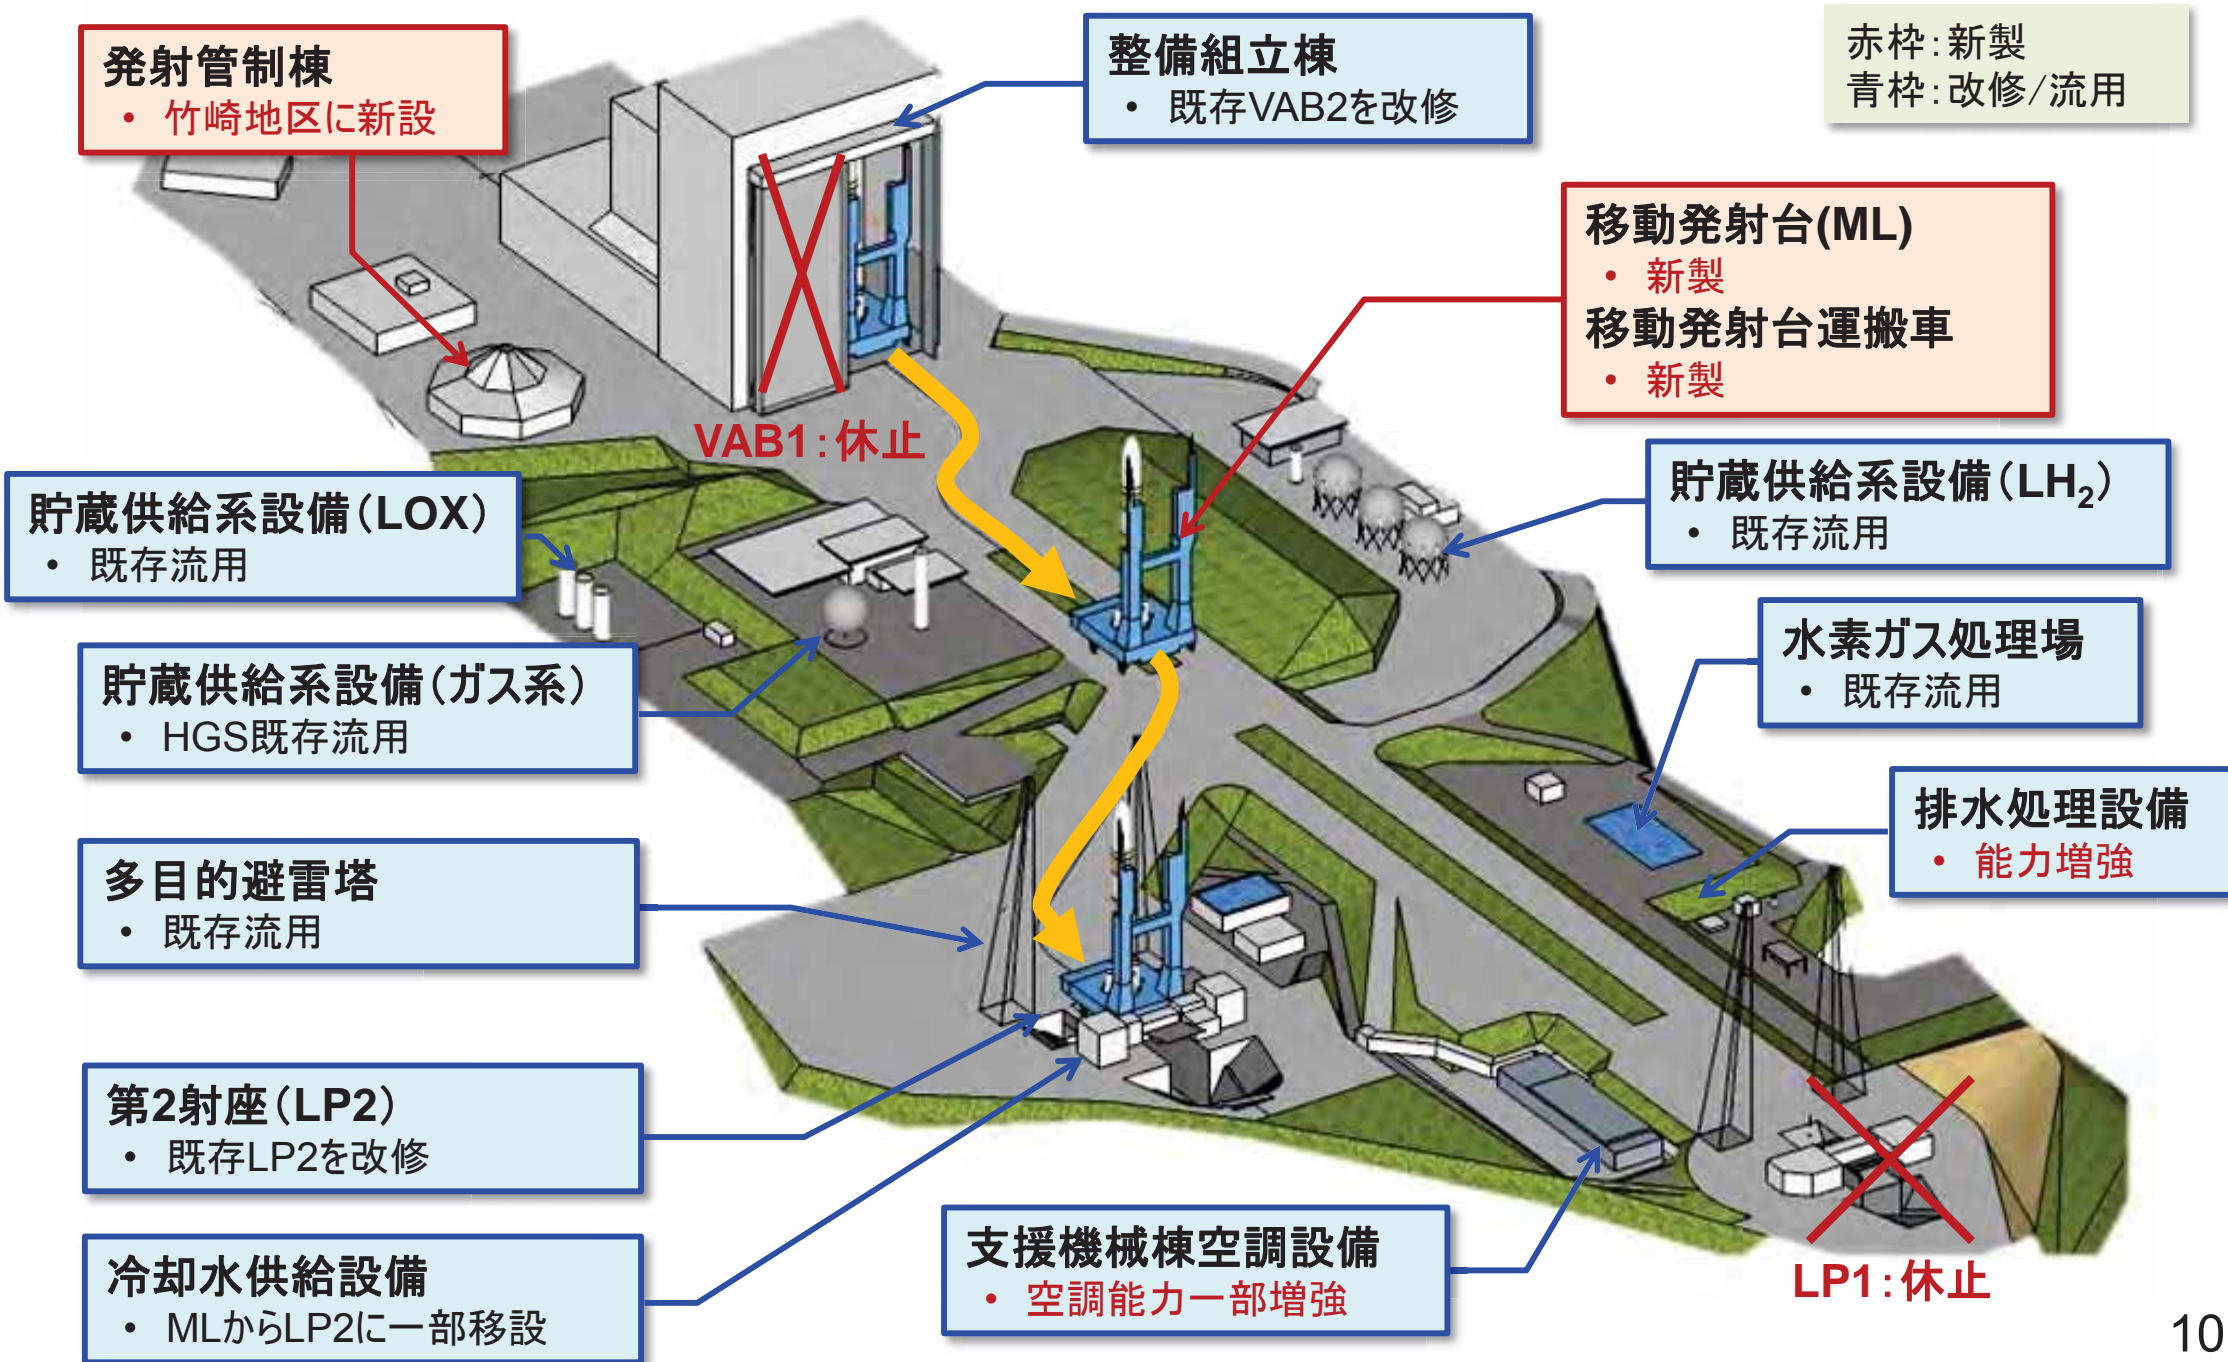 発射管制棟
• 竹崎地区に新設
整備組立棟
• 既存VAB2を改修
赤枠：新製
青枠：改修/流用
移動発射台(ML)
• 新製
移動発射台運搬車
• 新製
VAB1：休止
貯蔵供給系設備（LOX）
• 既存流用
貯蔵供給系設備（LH₂）
• 既存流用
貯蔵供給系設備（ガス系）
• HGS既存流用
水素ガス処理場
• 既存流用
排水処理設備
• 能力増強
多目的避雷塔
• 既存流用
第2射座（LP2）
• 既存LP2を改修
冷却水供給設備
• MLからLP2に一部移設
支援機械棟空調設備
• 空調能力一部増強
LP1：休止
10